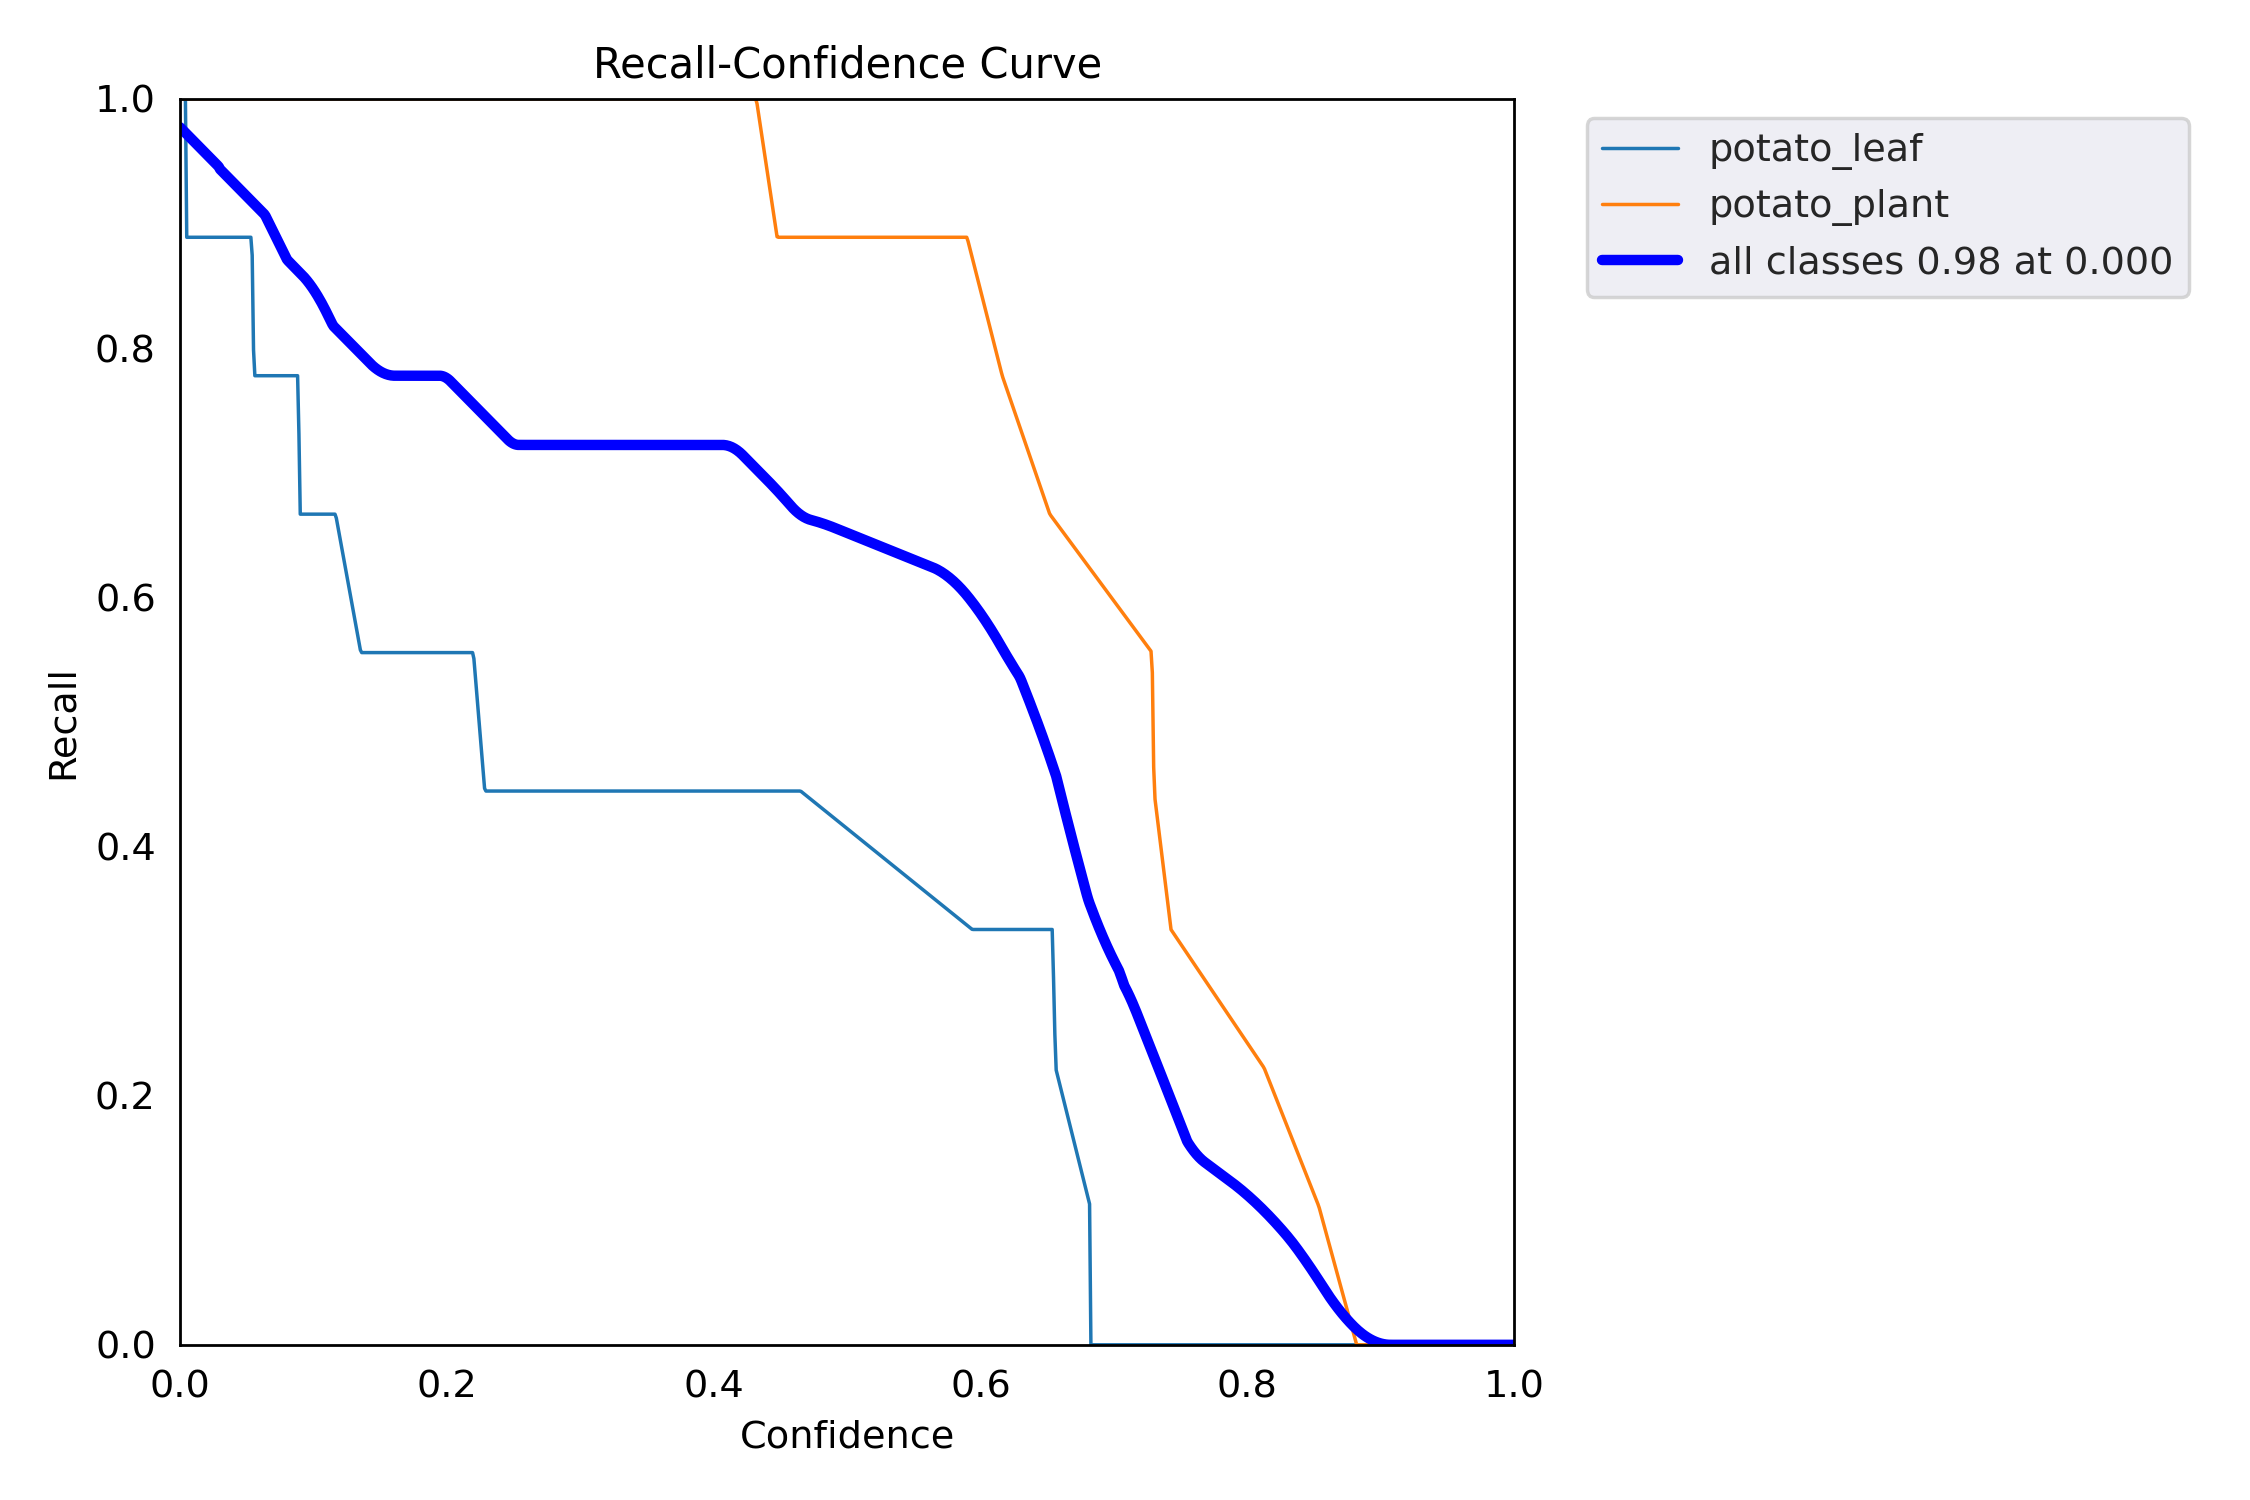 Recall-Confidence Curve
1.0
0.8
0.6
0.4
0.2
0.0
Recall
0.0 0.2 0.4 0.6 0.8 1.0
Confidence
potato_leaf
potato_plant
all classes 0.98 at 0.000